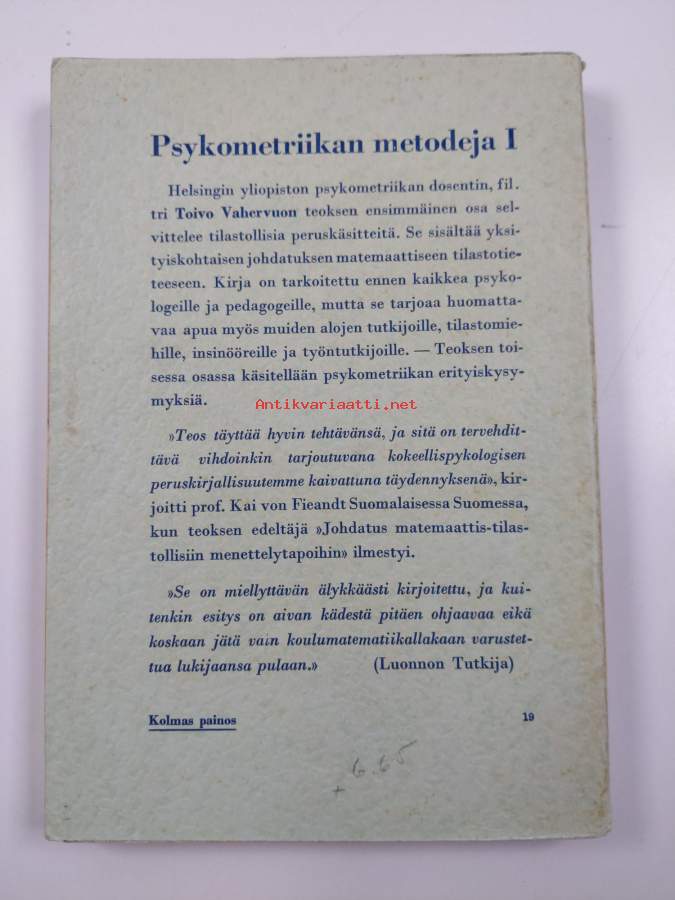 Psykometriikan metodeja I
Helsingin yliopiston psykometriikan dosentin, fil.
tri Toivo Vahervuon teoksen ensimmäinen osa sel-
vittelee tilastollisia peruskäsitteitä. Se sisältää yksi-
tyiskohtaisen johdatuksen matemaattiseen tilastotie-
teeseen. Kirja on tarkoitettu ennen kaikkea psyko-
logeille ja pedagogeille, mutta se tarjoaa huomatta-
vaa apua myös muiden alojen tutkijoille, tilastomie-
hille, insinööreille ja työntutkijoille. — Teoksen toi-
sessa osassa käsitellään psykometriikan erityiskysy-
myksiä.
Antikvariaatti.net
»Teos täyttää hyvin tehtävänsä, ja sitä on tervehdit-
tävä vihdoinkin tarjoutuvana kokeellispykologisen
peruskirjallisuutemme kaivattuna täydennyksenä», kir-
joitti prof. Kai von Fieandt Suomalaisessa Suomessa,
kun teoksen edeltäjä »Johdatus matemaattis-tilas-
tollisiin menettelytapoihin» ilmestyi.
»Se on miellyttävän älykkäästi kirjoitettu, ja kui-
tenkin esitys on aivan kädestä pitäen ohjaavaa eikä
koskaan jätä vain koulumatematiikallakaan varustet-
tua lukijaansa pulaan.» (Luonnon Tutkija)
Kolmas painos 19
+ 6.65